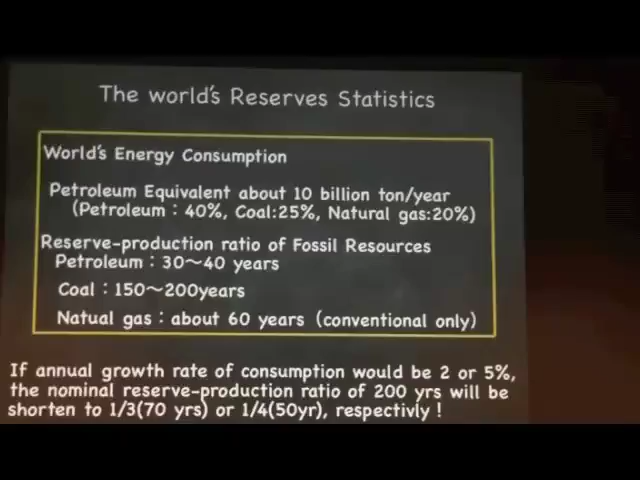 The world's Reserves Statistics
World's Energy Consumption
Petroleum Equivalent about 10 billion ton/year
(Petroleum : 40%, Coal:25%, Natural gas:20%)
Reserve-production ratio of Fossil Resources
Petroleum : 30～40 years
Coal : 150～200years
Natual gas : about 60 years (conventional only)
If annual growth rate of consumption would be 2 or 5%,
the nominal reserve-production ratio of 200 yrs will be
shorten to 1/3(70 yrs) or 1/4(50yr), respectivly !